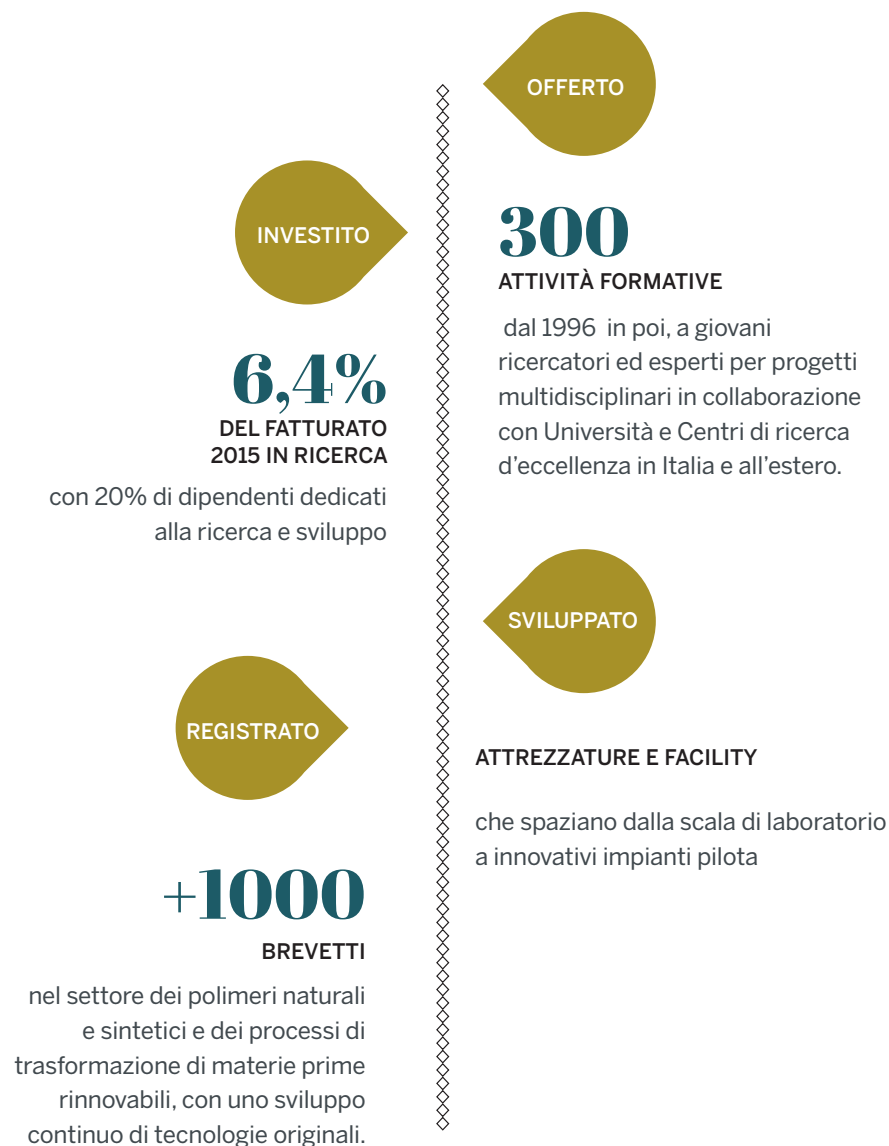 OFFERTO
300
ATTIVITÀ FORMATIVE
dal 1996 in poi, a giovani
ricercatori ed esperti per progetti
multidisciplinari in collaborazione
con Università e Centri di ricerca
d’eccellenza in Italia e all’estero.
INVESTITO
6,4%
DEL FATTURATO
2015 IN RICERCA
con 20% di dipendenti dedicati
alla ricerca e sviluppo
SVILUPPATO
ATTREZZATURE E FACILITY
che spaziano dalla scala di laboratorio
a innovativi impianti pilota
REGISTRATO
+1000
BREVETTI
nel settore dei polimeri naturali
e sintetici e dei processi di
trasformazione di materie prime
rinnovabili, con uno sviluppo
continuo di tecnologie originali.